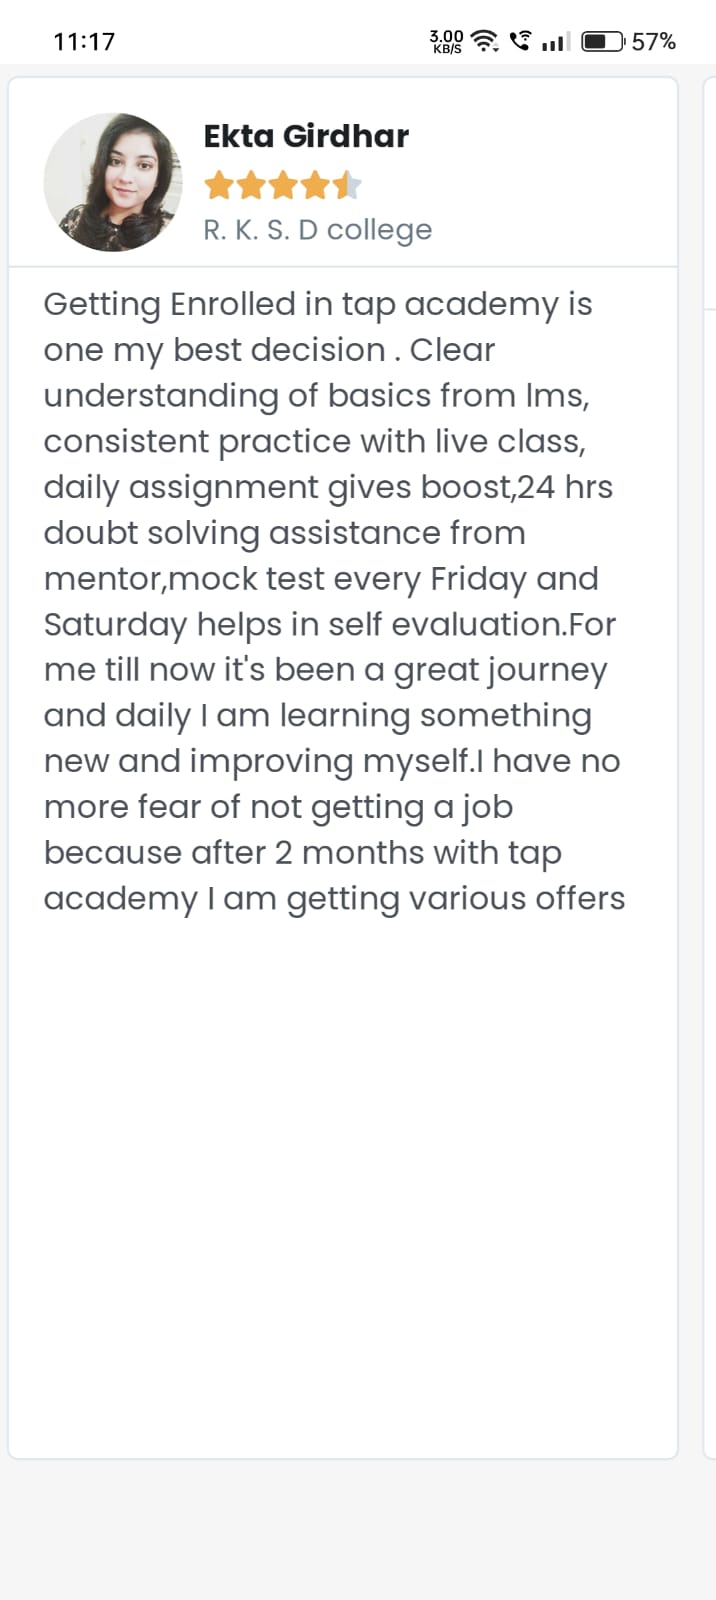 11:17
3.00
KB/S
57%
Ekta Girdhar
R. K. S. D college
Getting Enrolled in tap academy is
one my best decision . Clear
understanding of basics from lms,
consistent practice with live class,
daily assignment gives boost,24 hrs
doubt solving assistance from
mentor,mock test every Friday and
Saturday helps in self evaluation.For
me till now it's been a great journey
and daily I am learning something
new and improving myself.I have no
more fear of not getting a job
because after 2 months with tap
academy I am getting various offers